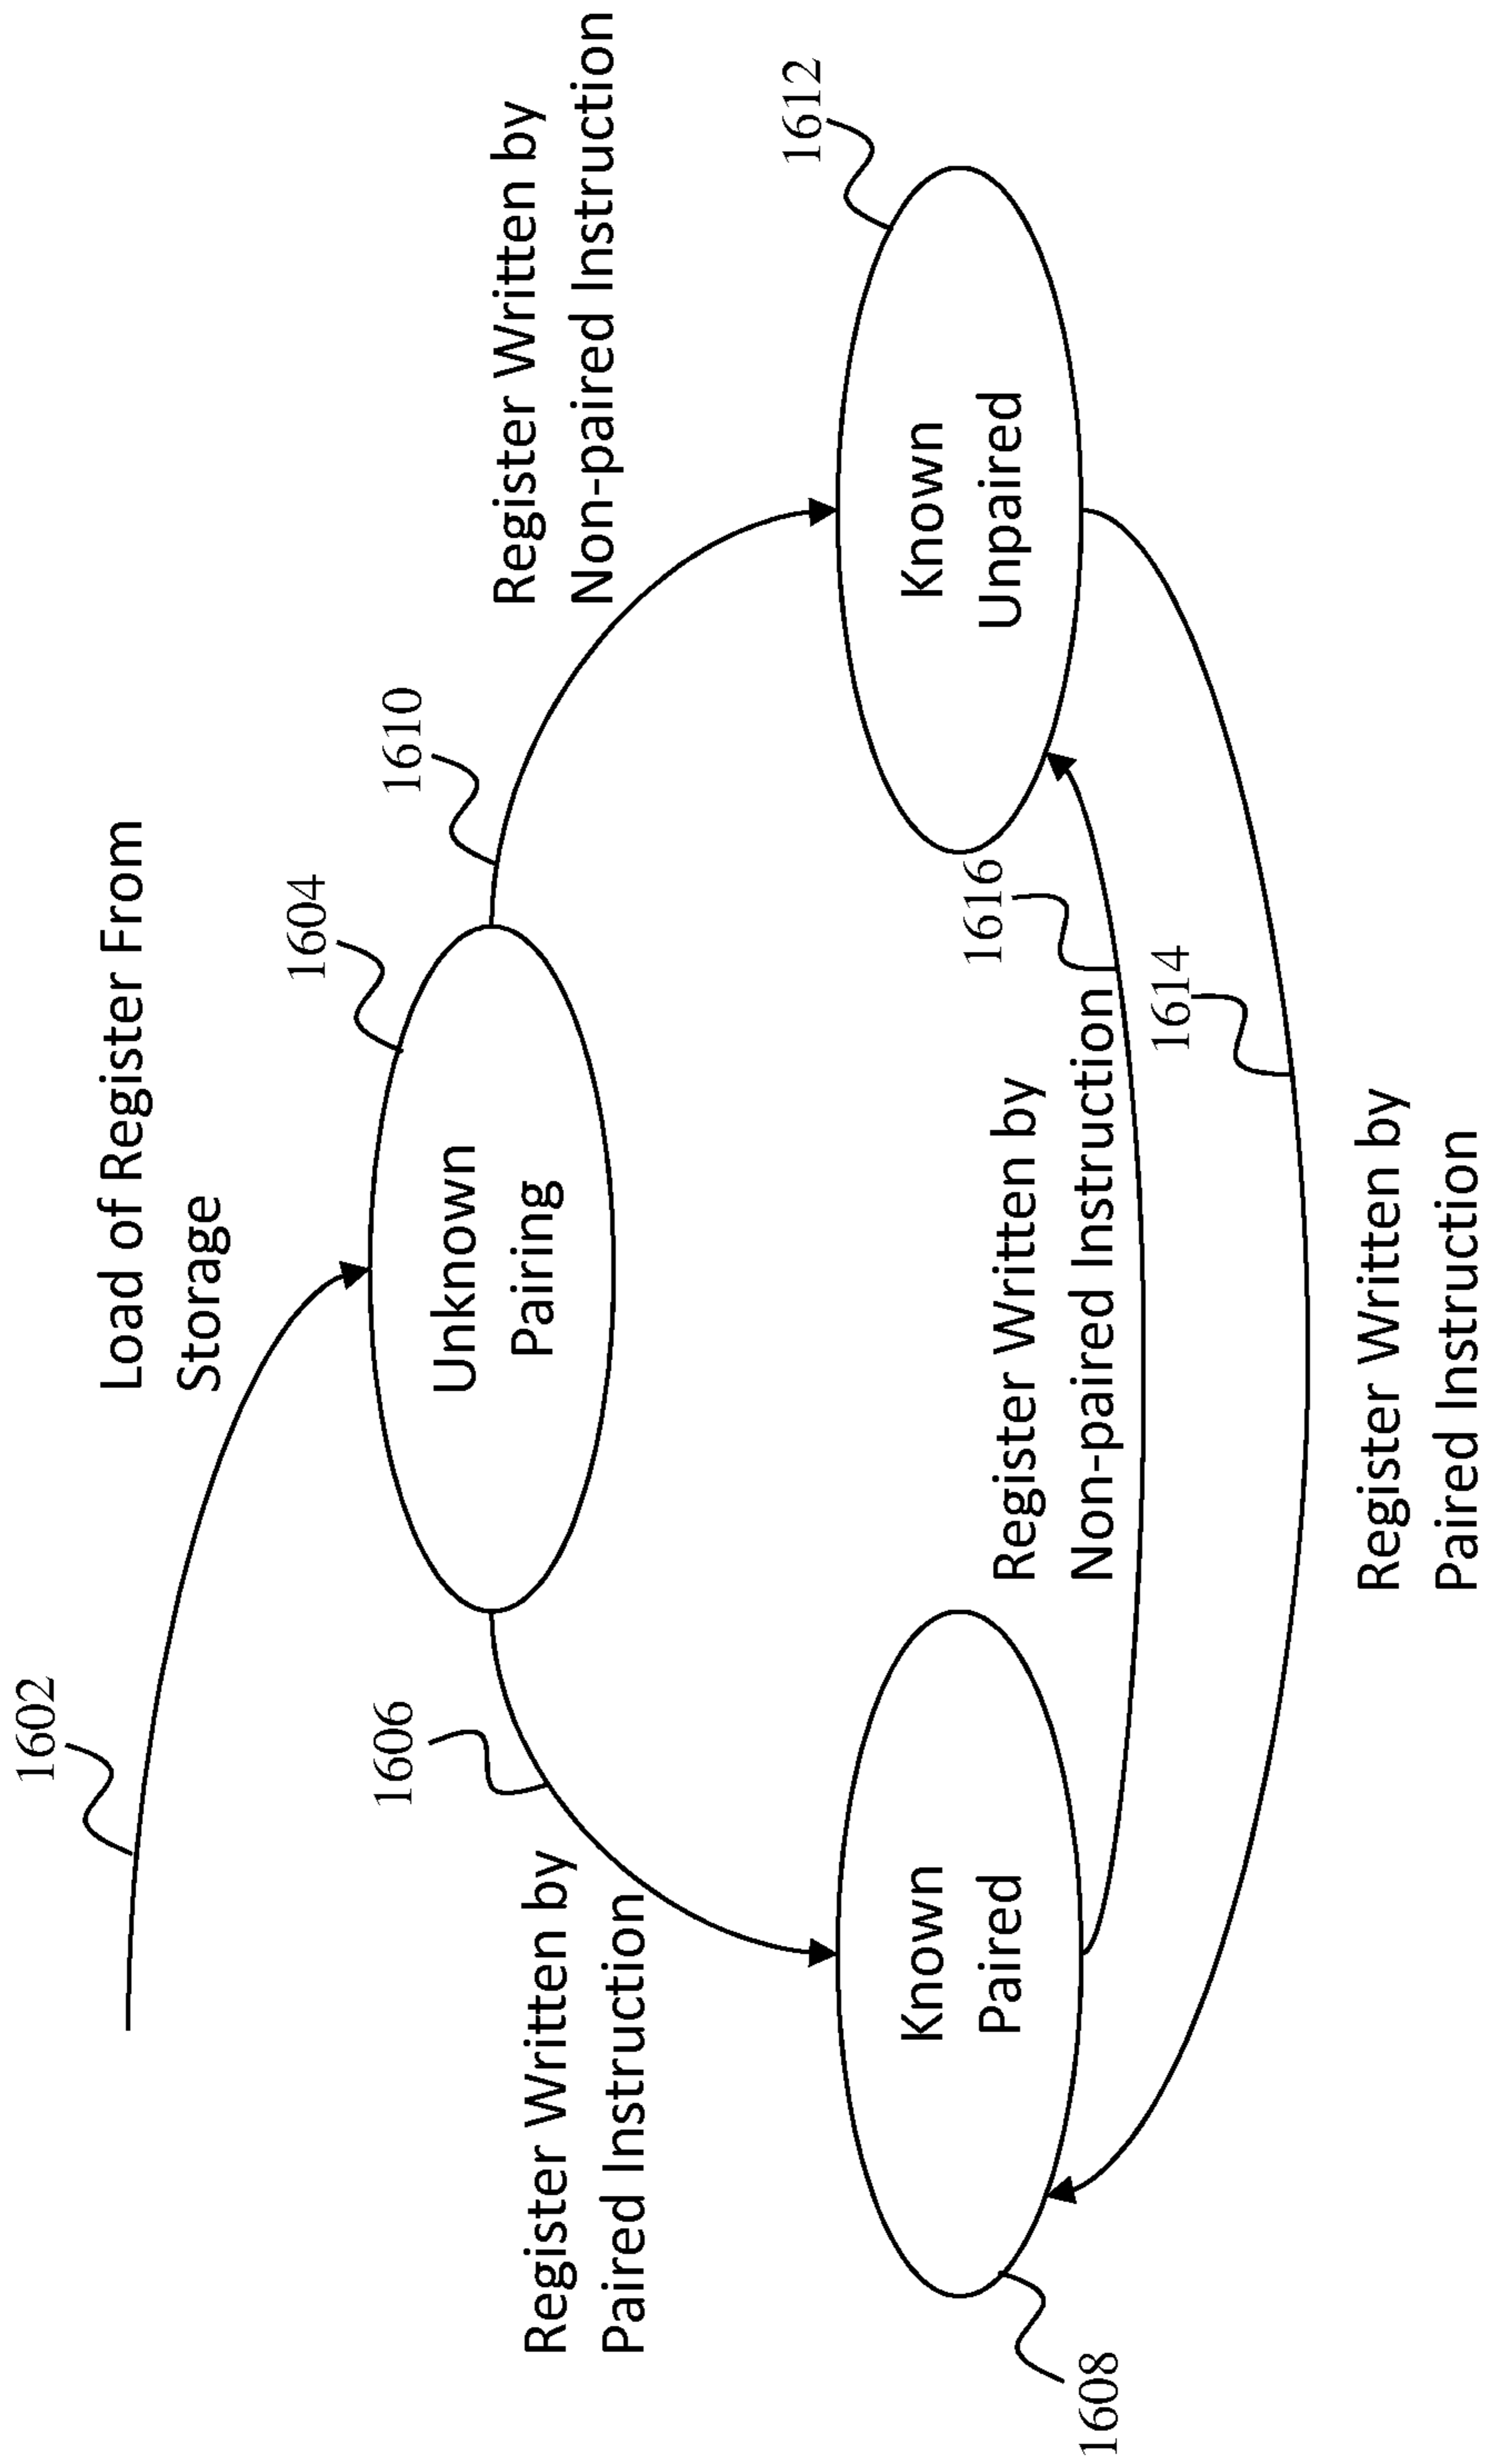 1602
Load of Register From
Storage
1604
Unknown
Pairing
1606
Register Written by
Paired Instruction
1610
Register Written by
Non-paired Instruction
1612
Known
Paired
Known
Unpaired
1608
1616
Register Written by
Non-paired Instruction
1614
Register Written by
Paired Instruction